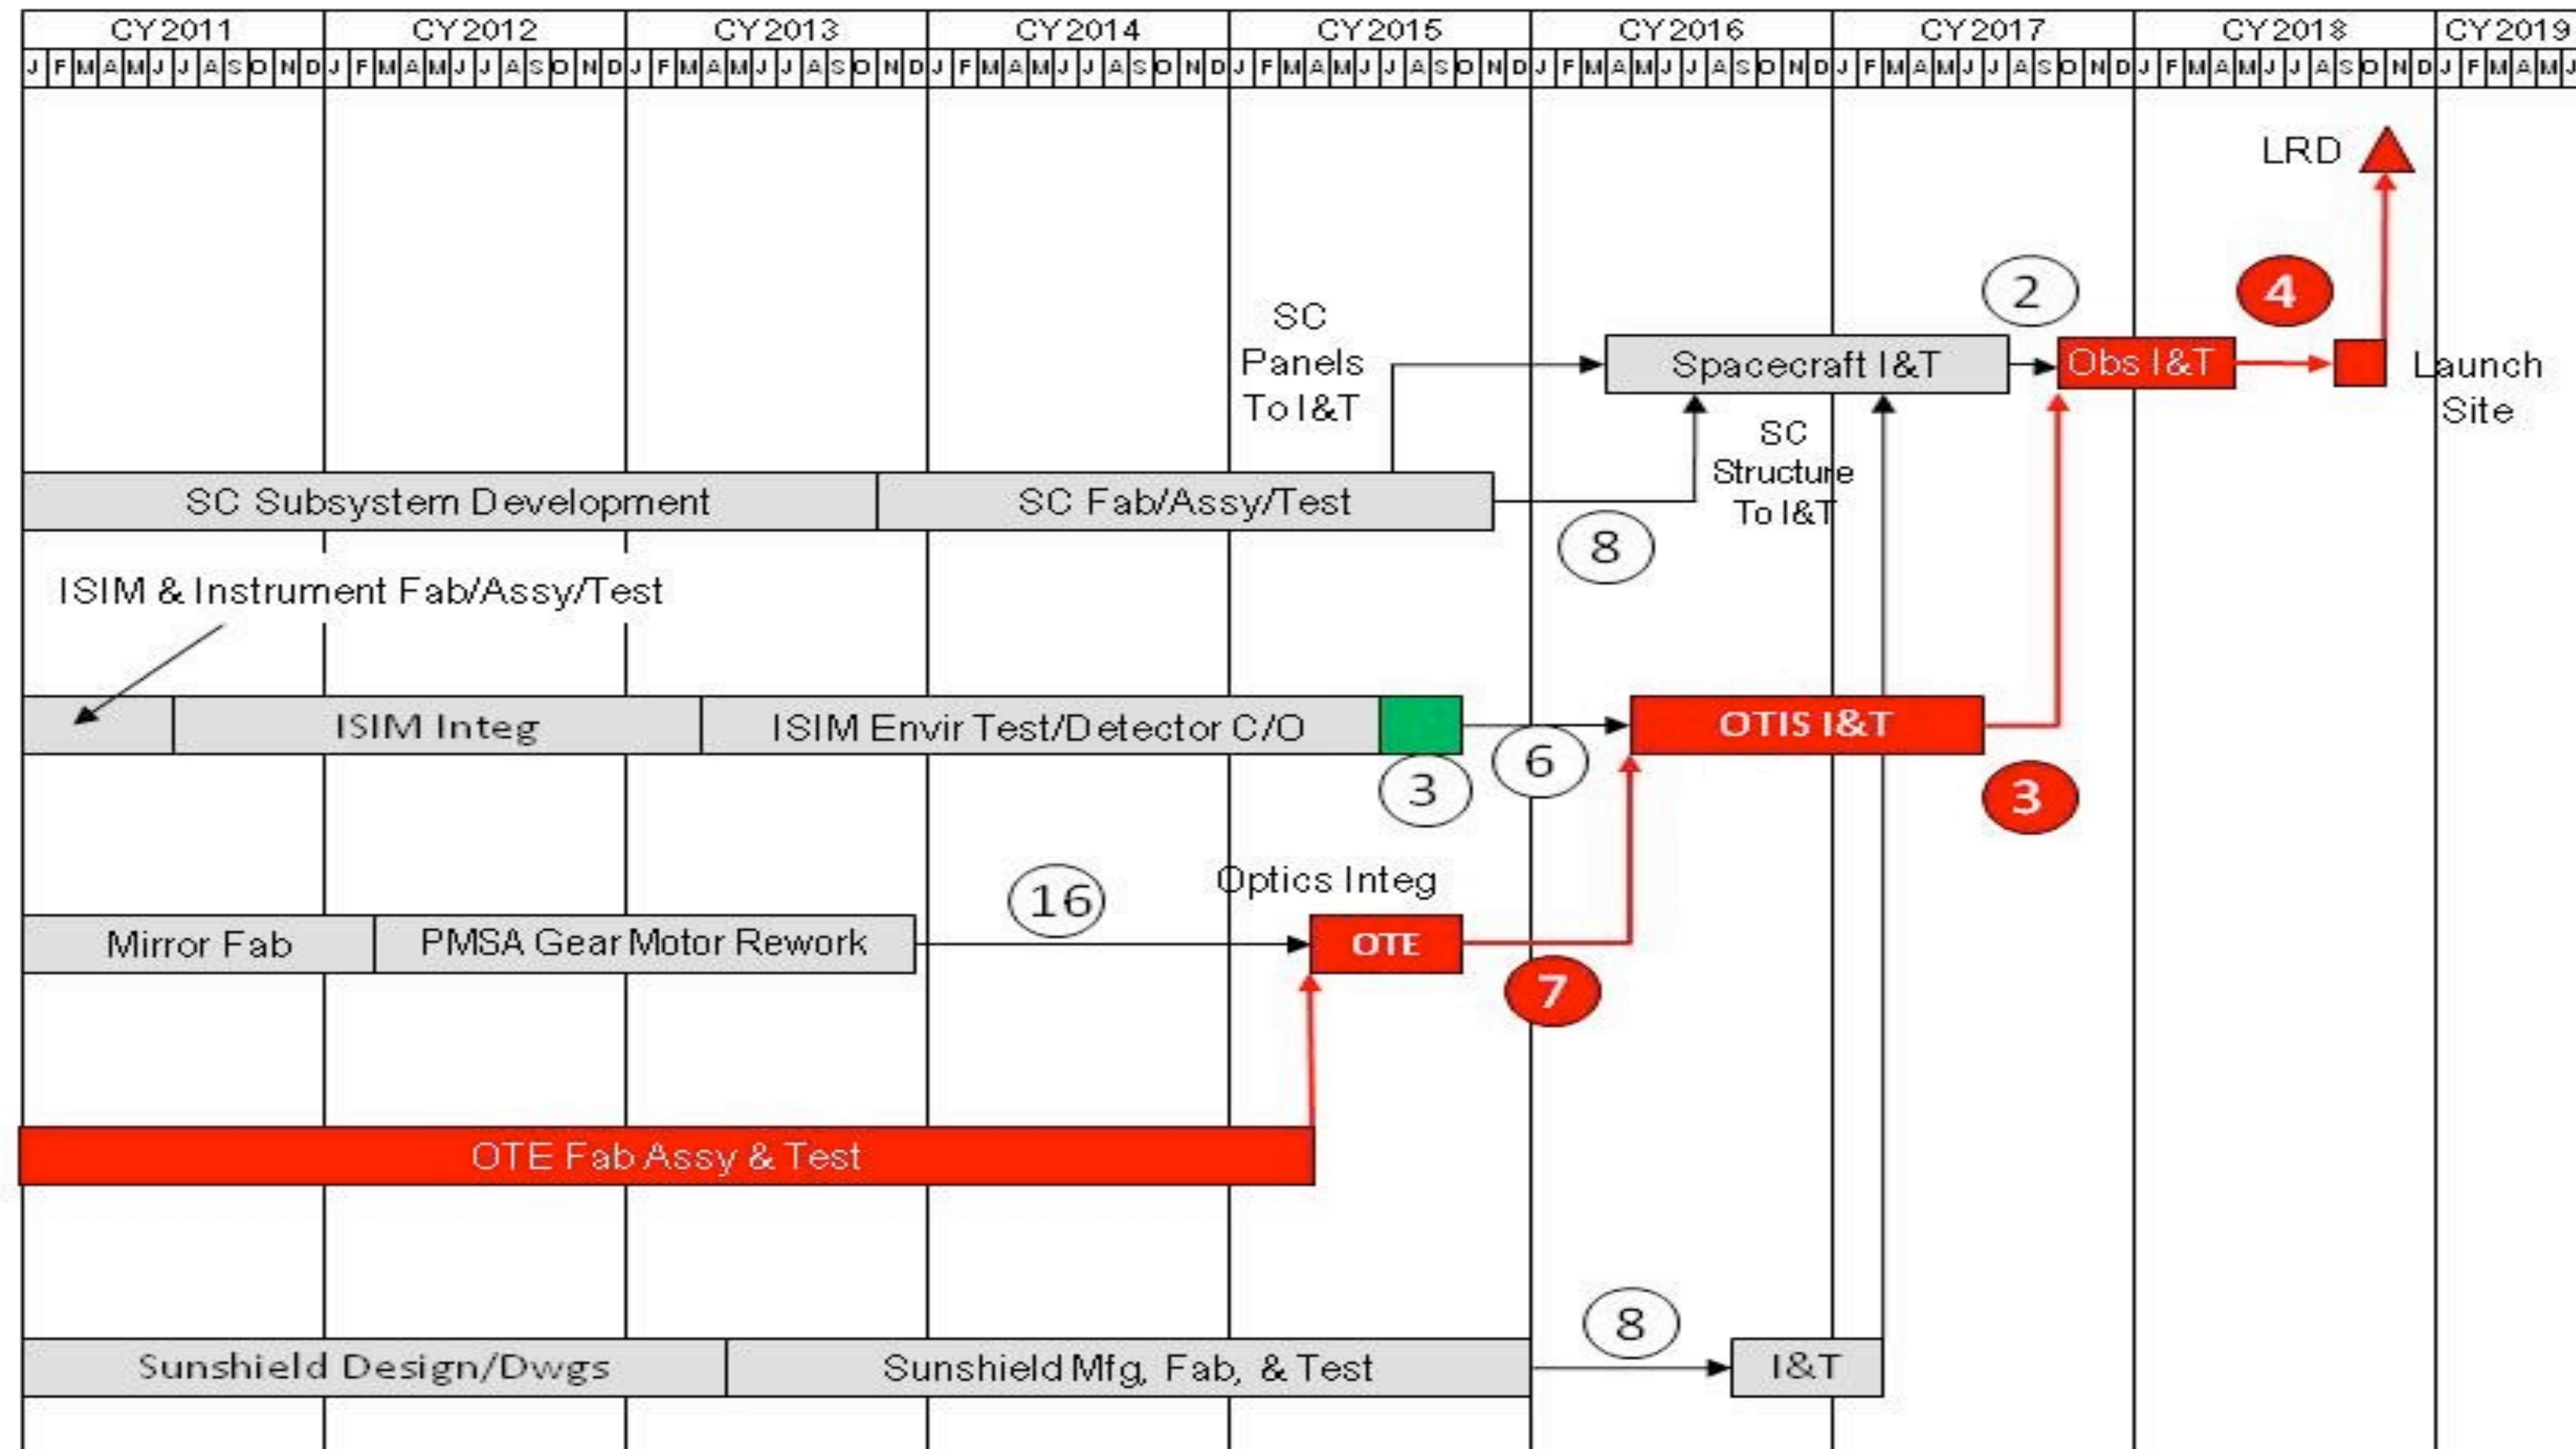 CY2011 CY2012 CY2013 CY2014 CY2015 CY2016 CY2017 CY2018 CY2019
J F M A M J J A S O N D J F M A M J J A S O N D J F M A M J J A S O N D J F M A M J J A S O N D J F M A M J J A S O N D J F M A M J J A S O N D J F M A M J J A S O N D J F M A M J J A S O N D J F M A M J
LRD
2
4
SC
Panels
To I&T
Spacecraft I&T
Obs I&T
Launch
Site
SC
Structure
To I&T
SC Subsystem Development
SC Fab/Assy/Test
8
ISIM & Instrument Fab/Assy/Test
ISIM Integ
ISIM Envir Test/Detector C/O
3
6
OTIS I&T
3
16
Optics Integ
Mirror Fab
PMSA Gear Motor Rework
OTE
7
OTE Fab Assy & Test
8
Sunshield Design/Dwgs
Sunshield Mfg, Fab, & Test
I&T